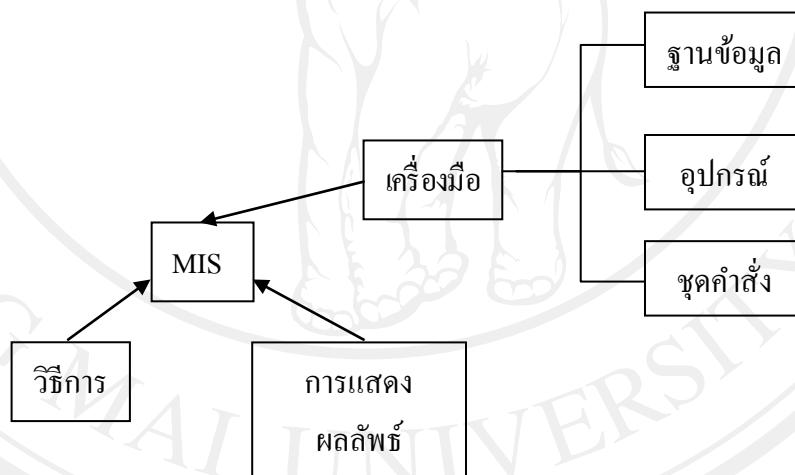 ฐานข้อมูล
เครื่องมือ
อุปกรณ์
MIS
ชุดคำสั่ง
วิธีการ
การแสดง
ผลลัพธ์
G MAI UNIVERSITY